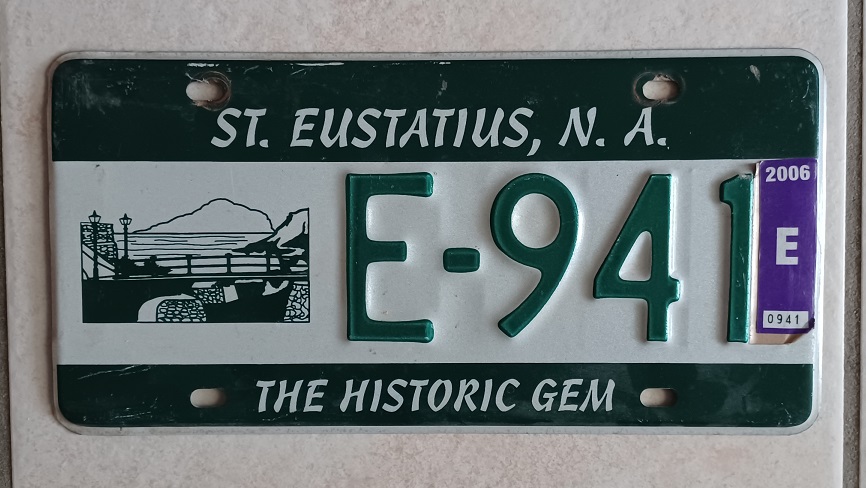 ST. EUSTATIUS, N. A.
E-941
2006
E
0941
THE HISTORIC GEM